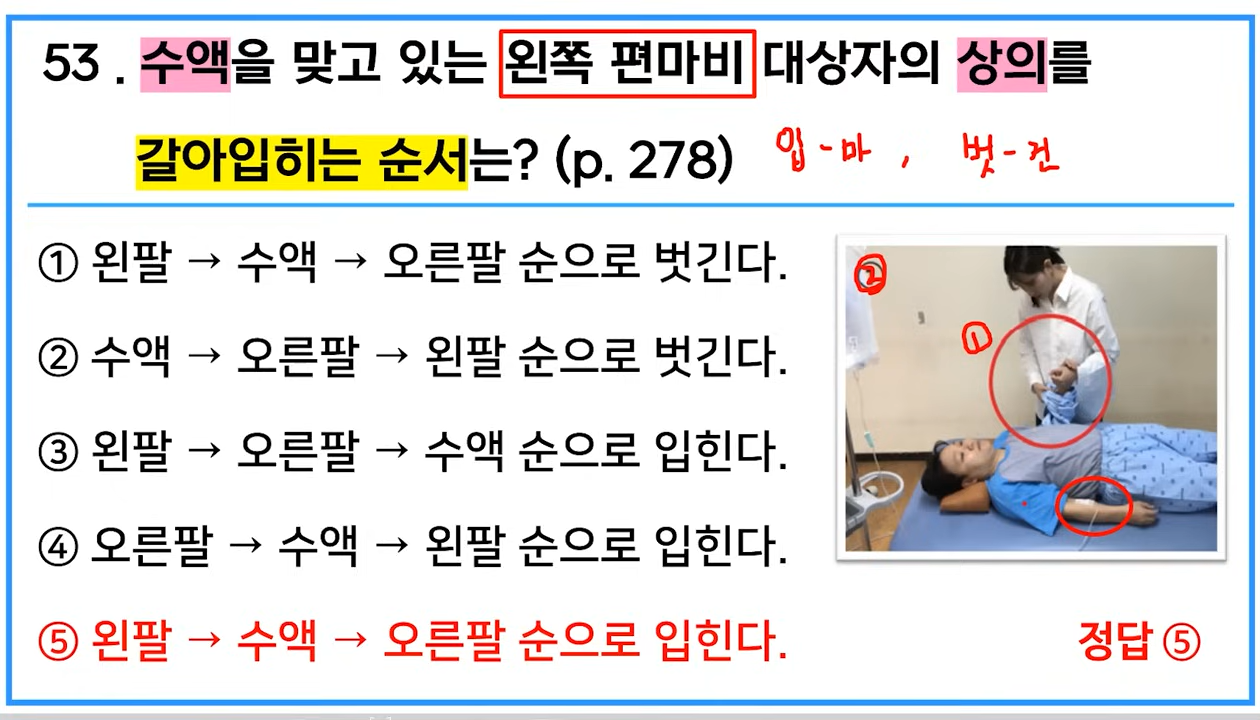 53 . 수액을 맞고 있는 왼쪽 편마비 대상자의 상의를
갈아입히는 순서는? (p. 278) 입-마 , 벗-건
① 왼팔 → 수액 → 오른팔 순으로 벗긴다.
② 수액 → 오른팔 → 왼팔 순으로 벗긴다.
③ 왼팔 → 오른팔 → 수액 순으로 입힌다.
④ 오른팔 → 수액 → 왼팔 순으로 입힌다.
⑤ 왼팔 → 수액 → 오른팔 순으로 입힌다.
②
①
정답 ⑤